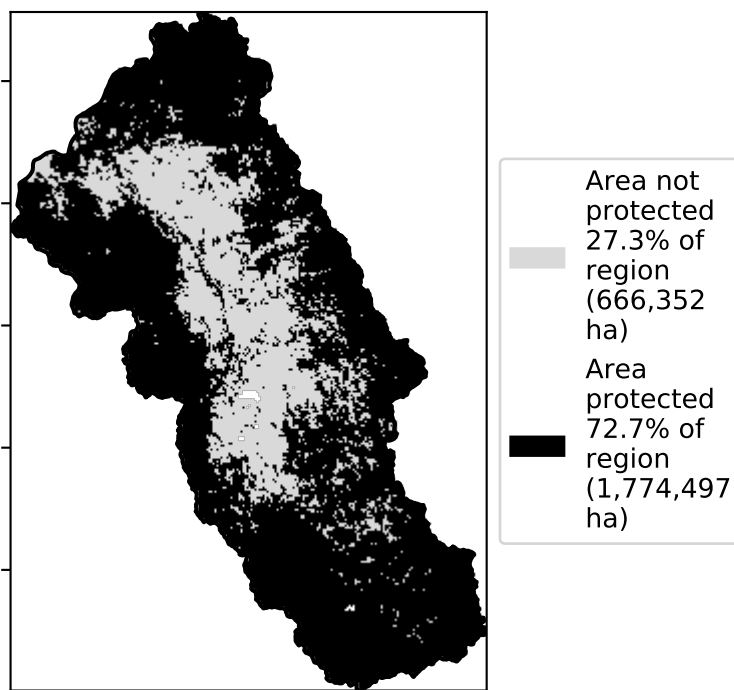 Area not
protected
27.3% of
region
(666,352
ha)
Area
protected
72.7% of
region
(1,774,497
ha)